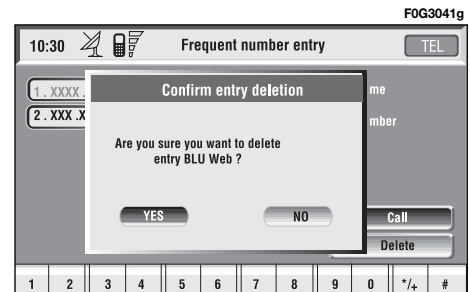 F0G3041g
10:30 Frequent number entry TEL
1 . XXXX .
2 . XXX .X
Confirm entry deletion
Are you sure you want to delete
entry BLU Web ?
YES NO
me
mber
Call
Delete
1 2 3 4 5 6 7 8 9 0 */+ #